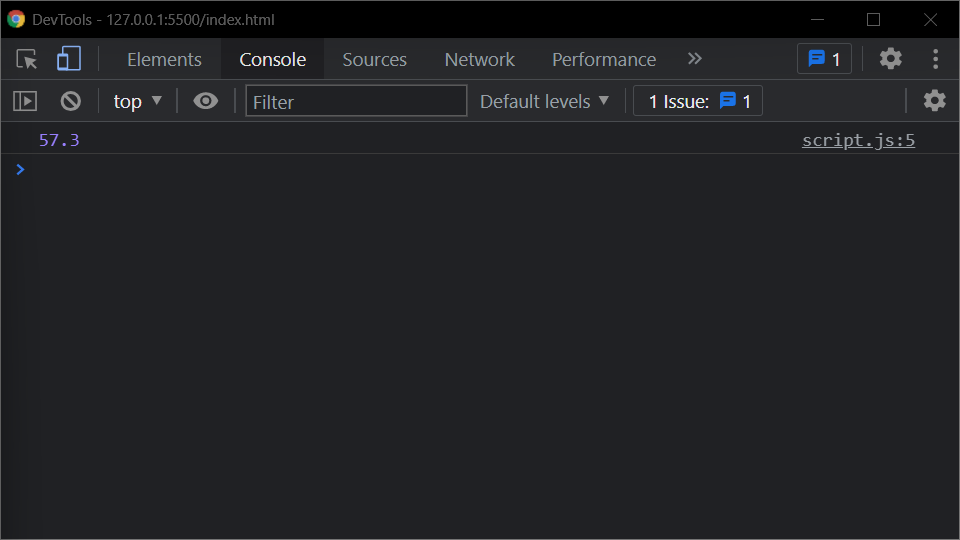 DevTools - 127.0.0.1:5500/index.html
Elements Console Sources Network Performance » 1
top ▼ Filter Default levels ▼ 1 Issue: 1
57.3 script.js:5